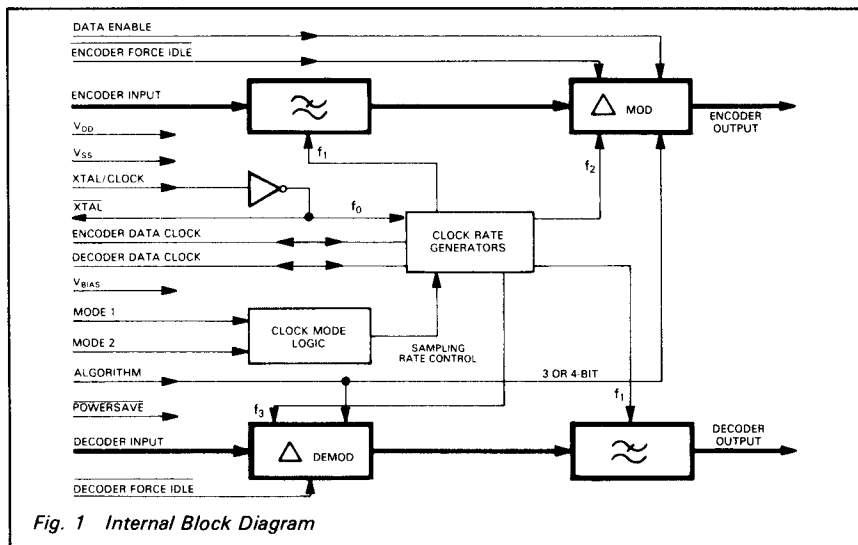 DATA ENABLE
ENCODER FORCE IDLE
ENCODER INPUT
Δ MOD
ENCODER OUTPUT
VDD
VSS
f1
f2
XTAL/CLOCK
XTAL
f0
CLOCK RATE GENERATORS
ENCODER DATA CLOCK
DECODER DATA CLOCK
VBIAS
MODE 1
CLOCK MODE LOGIC
MODE 2
SAMPLING RATE CONTROL
ALGORITHM
3 OR 4-BIT
POWERSAVE
f3
f1
DECODER INPUT
Δ DEMOD
DECODER OUTPUT
DECODER FORCE IDLE
Fig. 1 Internal Block Diagram